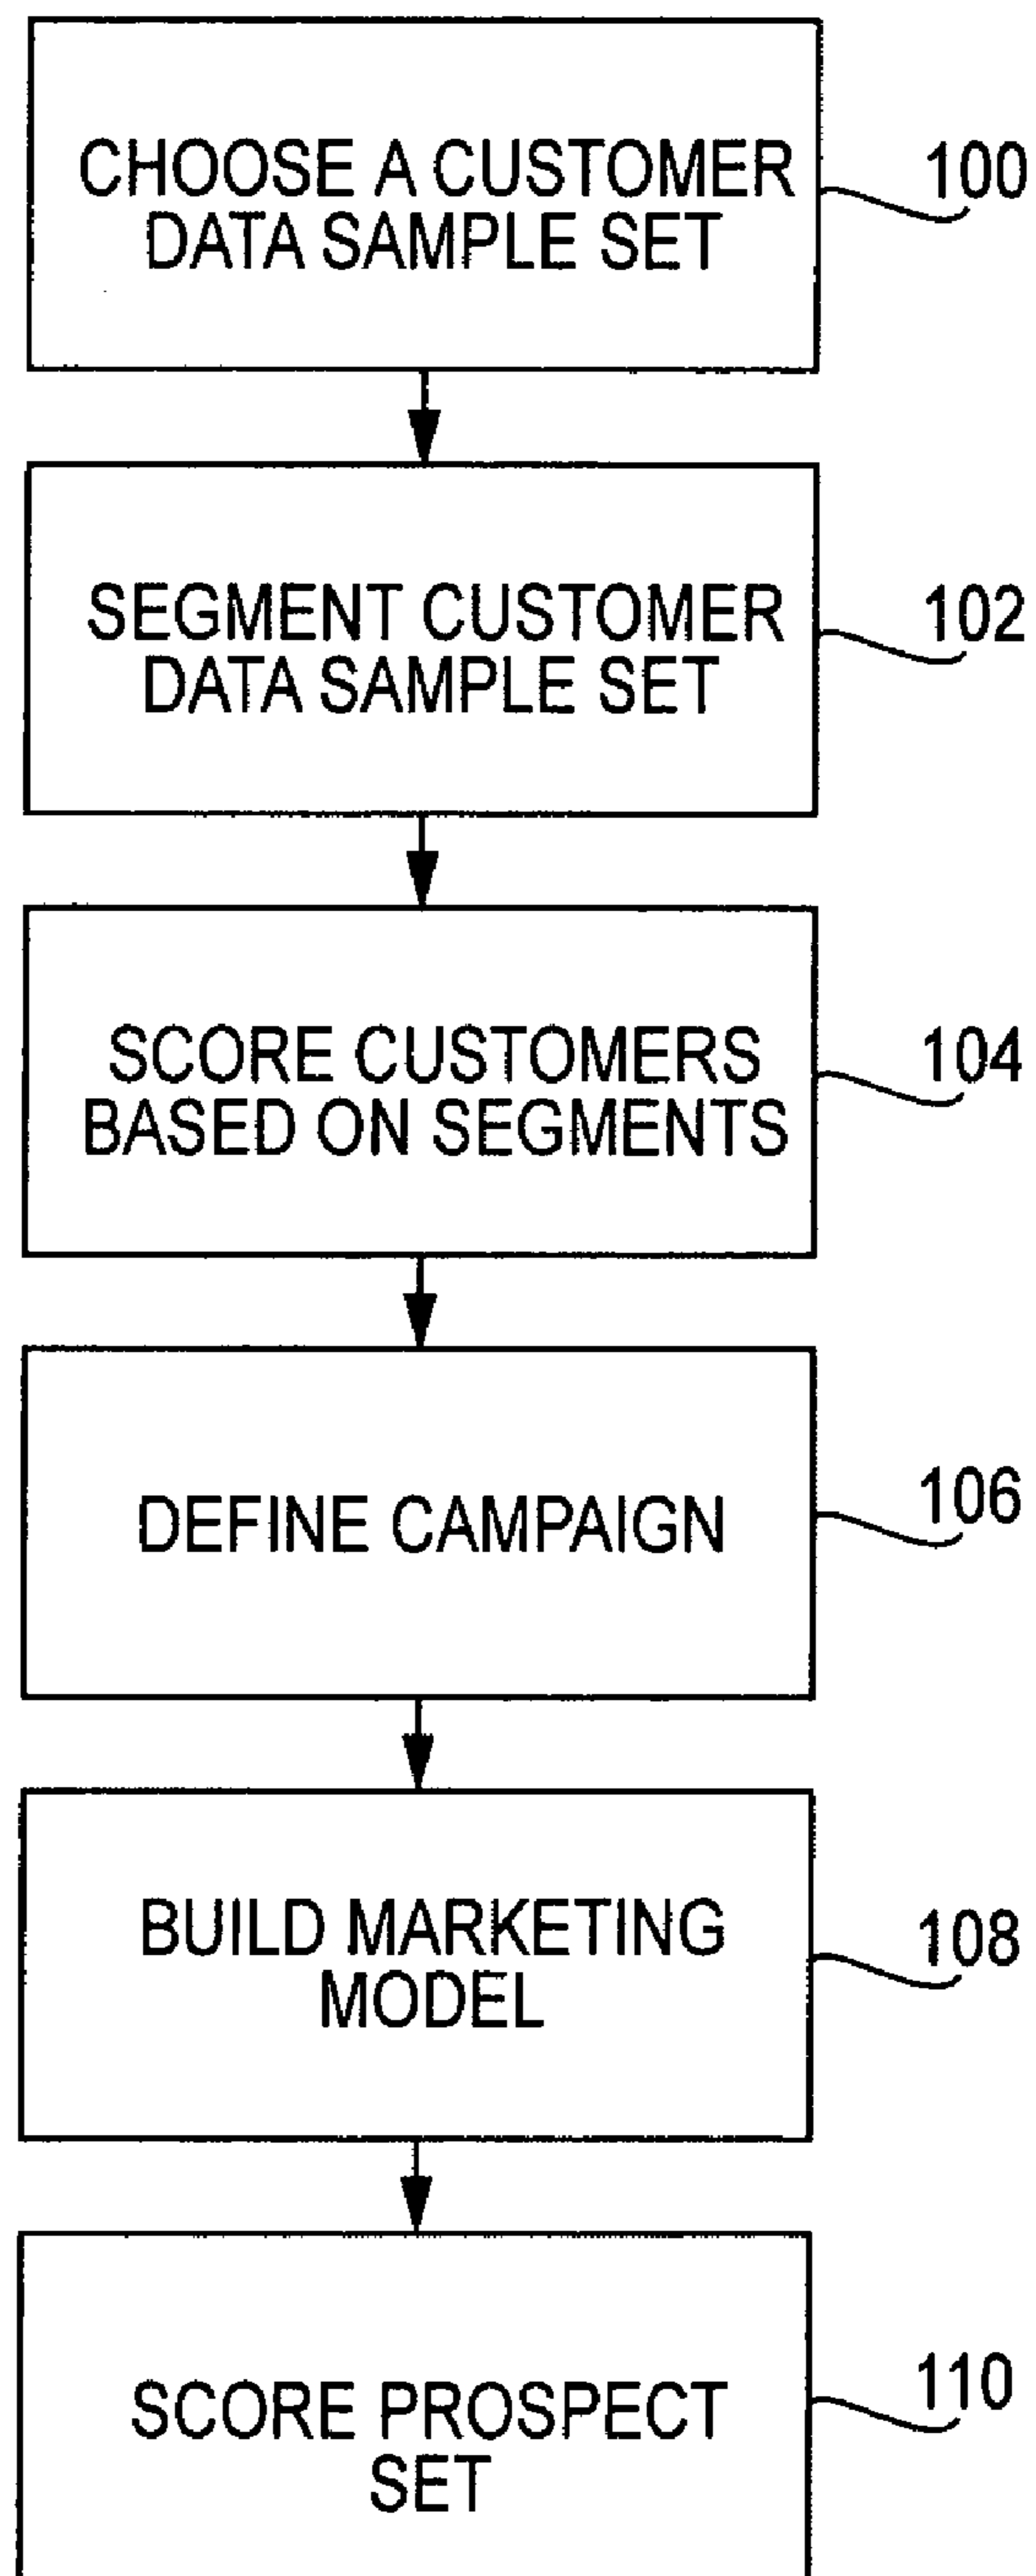 CHOOSE A CUSTOMER
DATA SAMPLE SET
100
SEGMENT CUSTOMER
DATA SAMPLE SET
102
SCORE CUSTOMERS
BASED ON SEGMENTS
104
DEFINE CAMPAIGN
106
BUILD MARKETING
MODEL
108
SCORE PROSPECT
SET
110